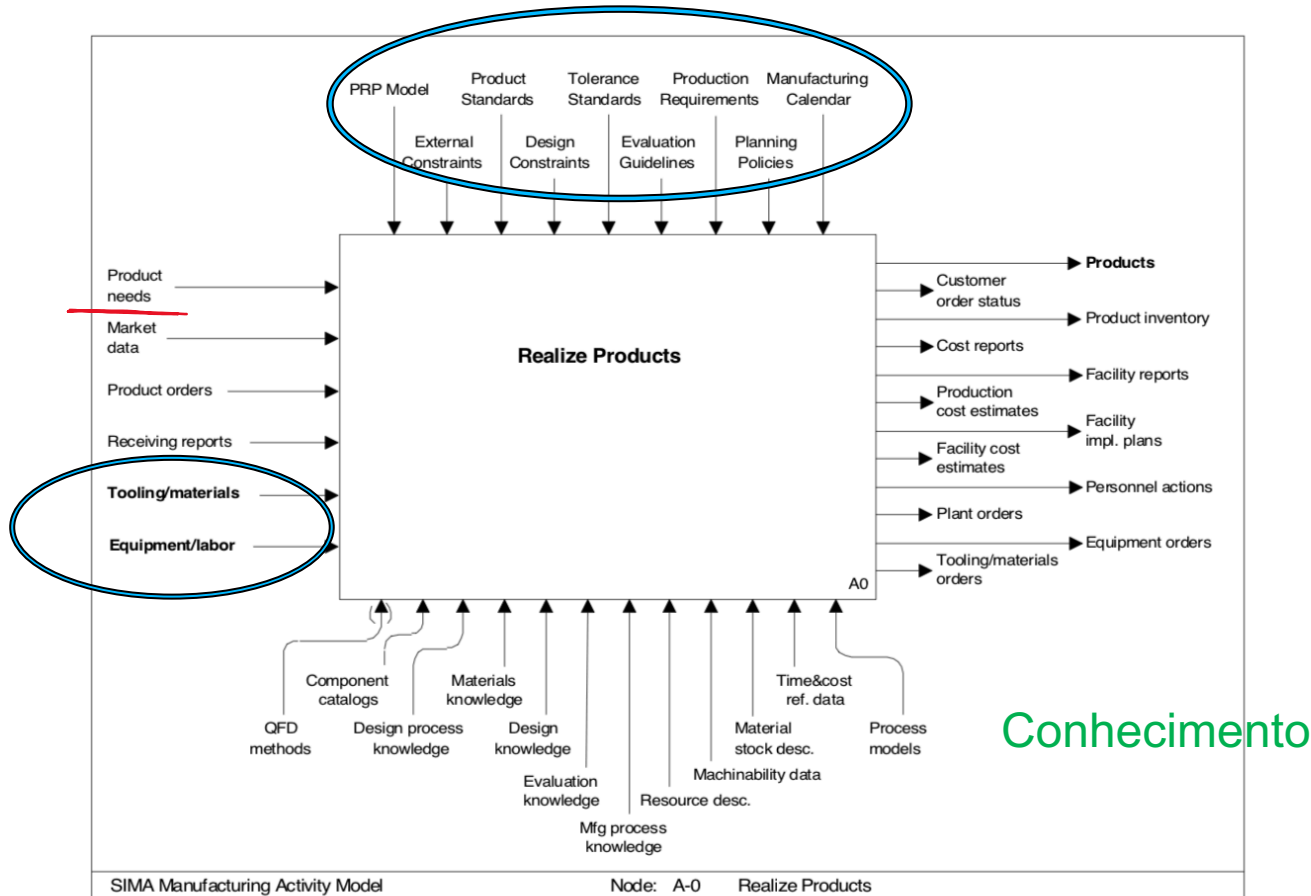 PRP Model
Product
Standards
Tolerance
Standards
Production
Requirements
Manufacturing
Calendar
External
Constraints
Design
Constraints
Evaluation
Guidelines
Planning
Policies
Product
needs
Market
data
Product orders
Receiving reports
Tooling/materials
Equipment/labor
Realize Products
A0
Products
Customer
order status
Product inventory
Cost reports
Facility reports
Production
cost estimates
Facility
impl. plans
Facility cost
estimates
Personnel actions
Plant orders
Equipment orders
Tooling/materials
orders
QFD
methods
Component
catalogs
Design process
knowledge
Materials
knowledge
Design
knowledge
Evaluation
knowledge
Mfg process
knowledge
Resource desc.
Machinability data
Material
stock desc.
Time&cost
ref. data
Process
models
Conhecimento
SIMA Manufacturing Activity Model
Node: A-0 Realize Products